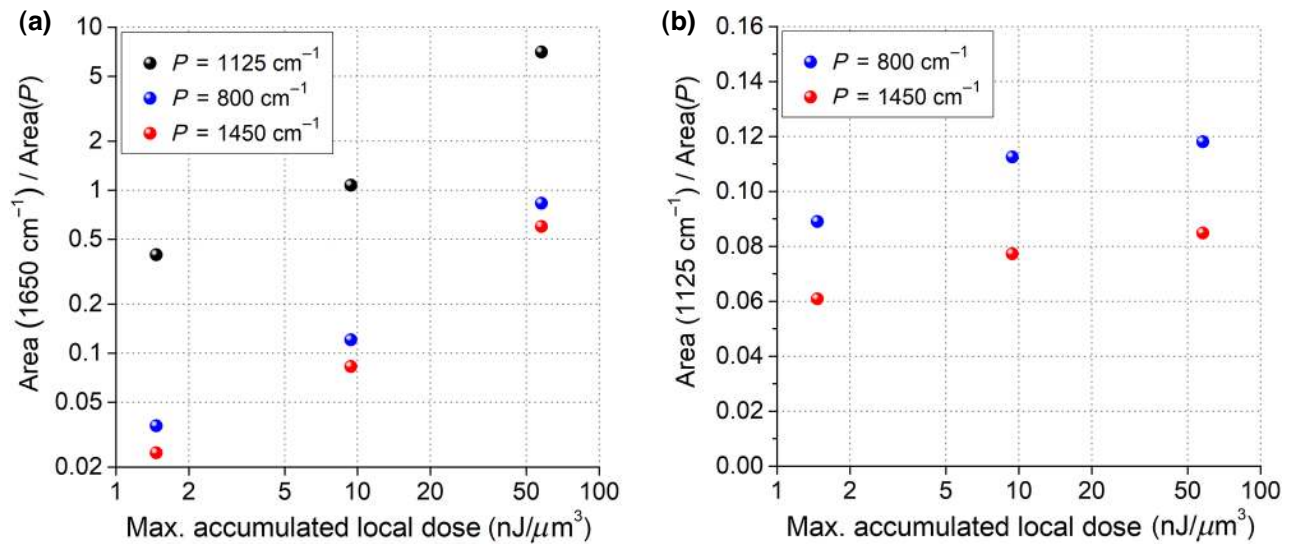 (a)
Area (1650 cm⁻¹) / Area(P)
10
5
2
1
0.5
0.2
0.1
0.05
0.02
P = 1125 cm⁻¹
P = 800 cm⁻¹
P = 1450 cm⁻¹
1 2 5 10 20 50 100
Max. accumulated local dose (nJ/μm³)
(b)
Area (1125 cm⁻¹) / Area(P)
0.16
0.14
0.12
0.10
0.08
0.06
0.04
0.02
0.00
P = 800 cm⁻¹
P = 1450 cm⁻¹
1 2 5 10 20 50 100
Max. accumulated local dose (nJ/μm³)